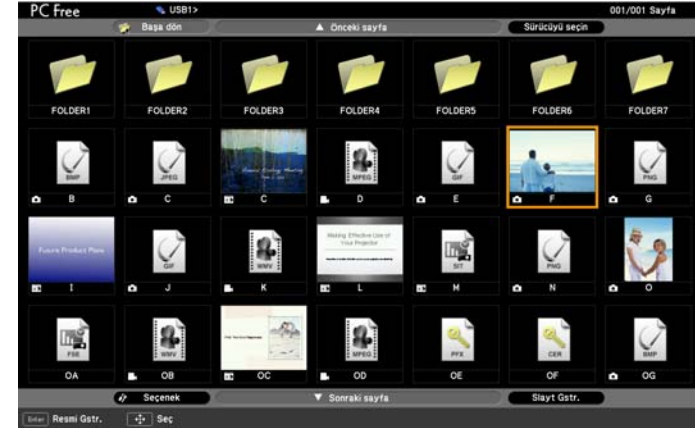 PC Free USB1> 001/001 Sayfa
Başa dön ▲ Önceki sayfa Sürücüyü seçin
FOLDER1 FOLDER2 FOLDER3 FOLDER4 FOLDER5 FOLDER6 FOLDER7
BMP JPEG MPEG GIF PNG
B C C D E F G
Future Product Plans GIF WMV Making Effective Use of Your Projector SIT PNG
I J K L M N O
FSE WMV MPEG PFX CER BMP
OA OB OC OD OE OF OG
Seçenek ▼ Sonraki sayfa Slayt Gstr.
Enter Resmi Gstr. Seç